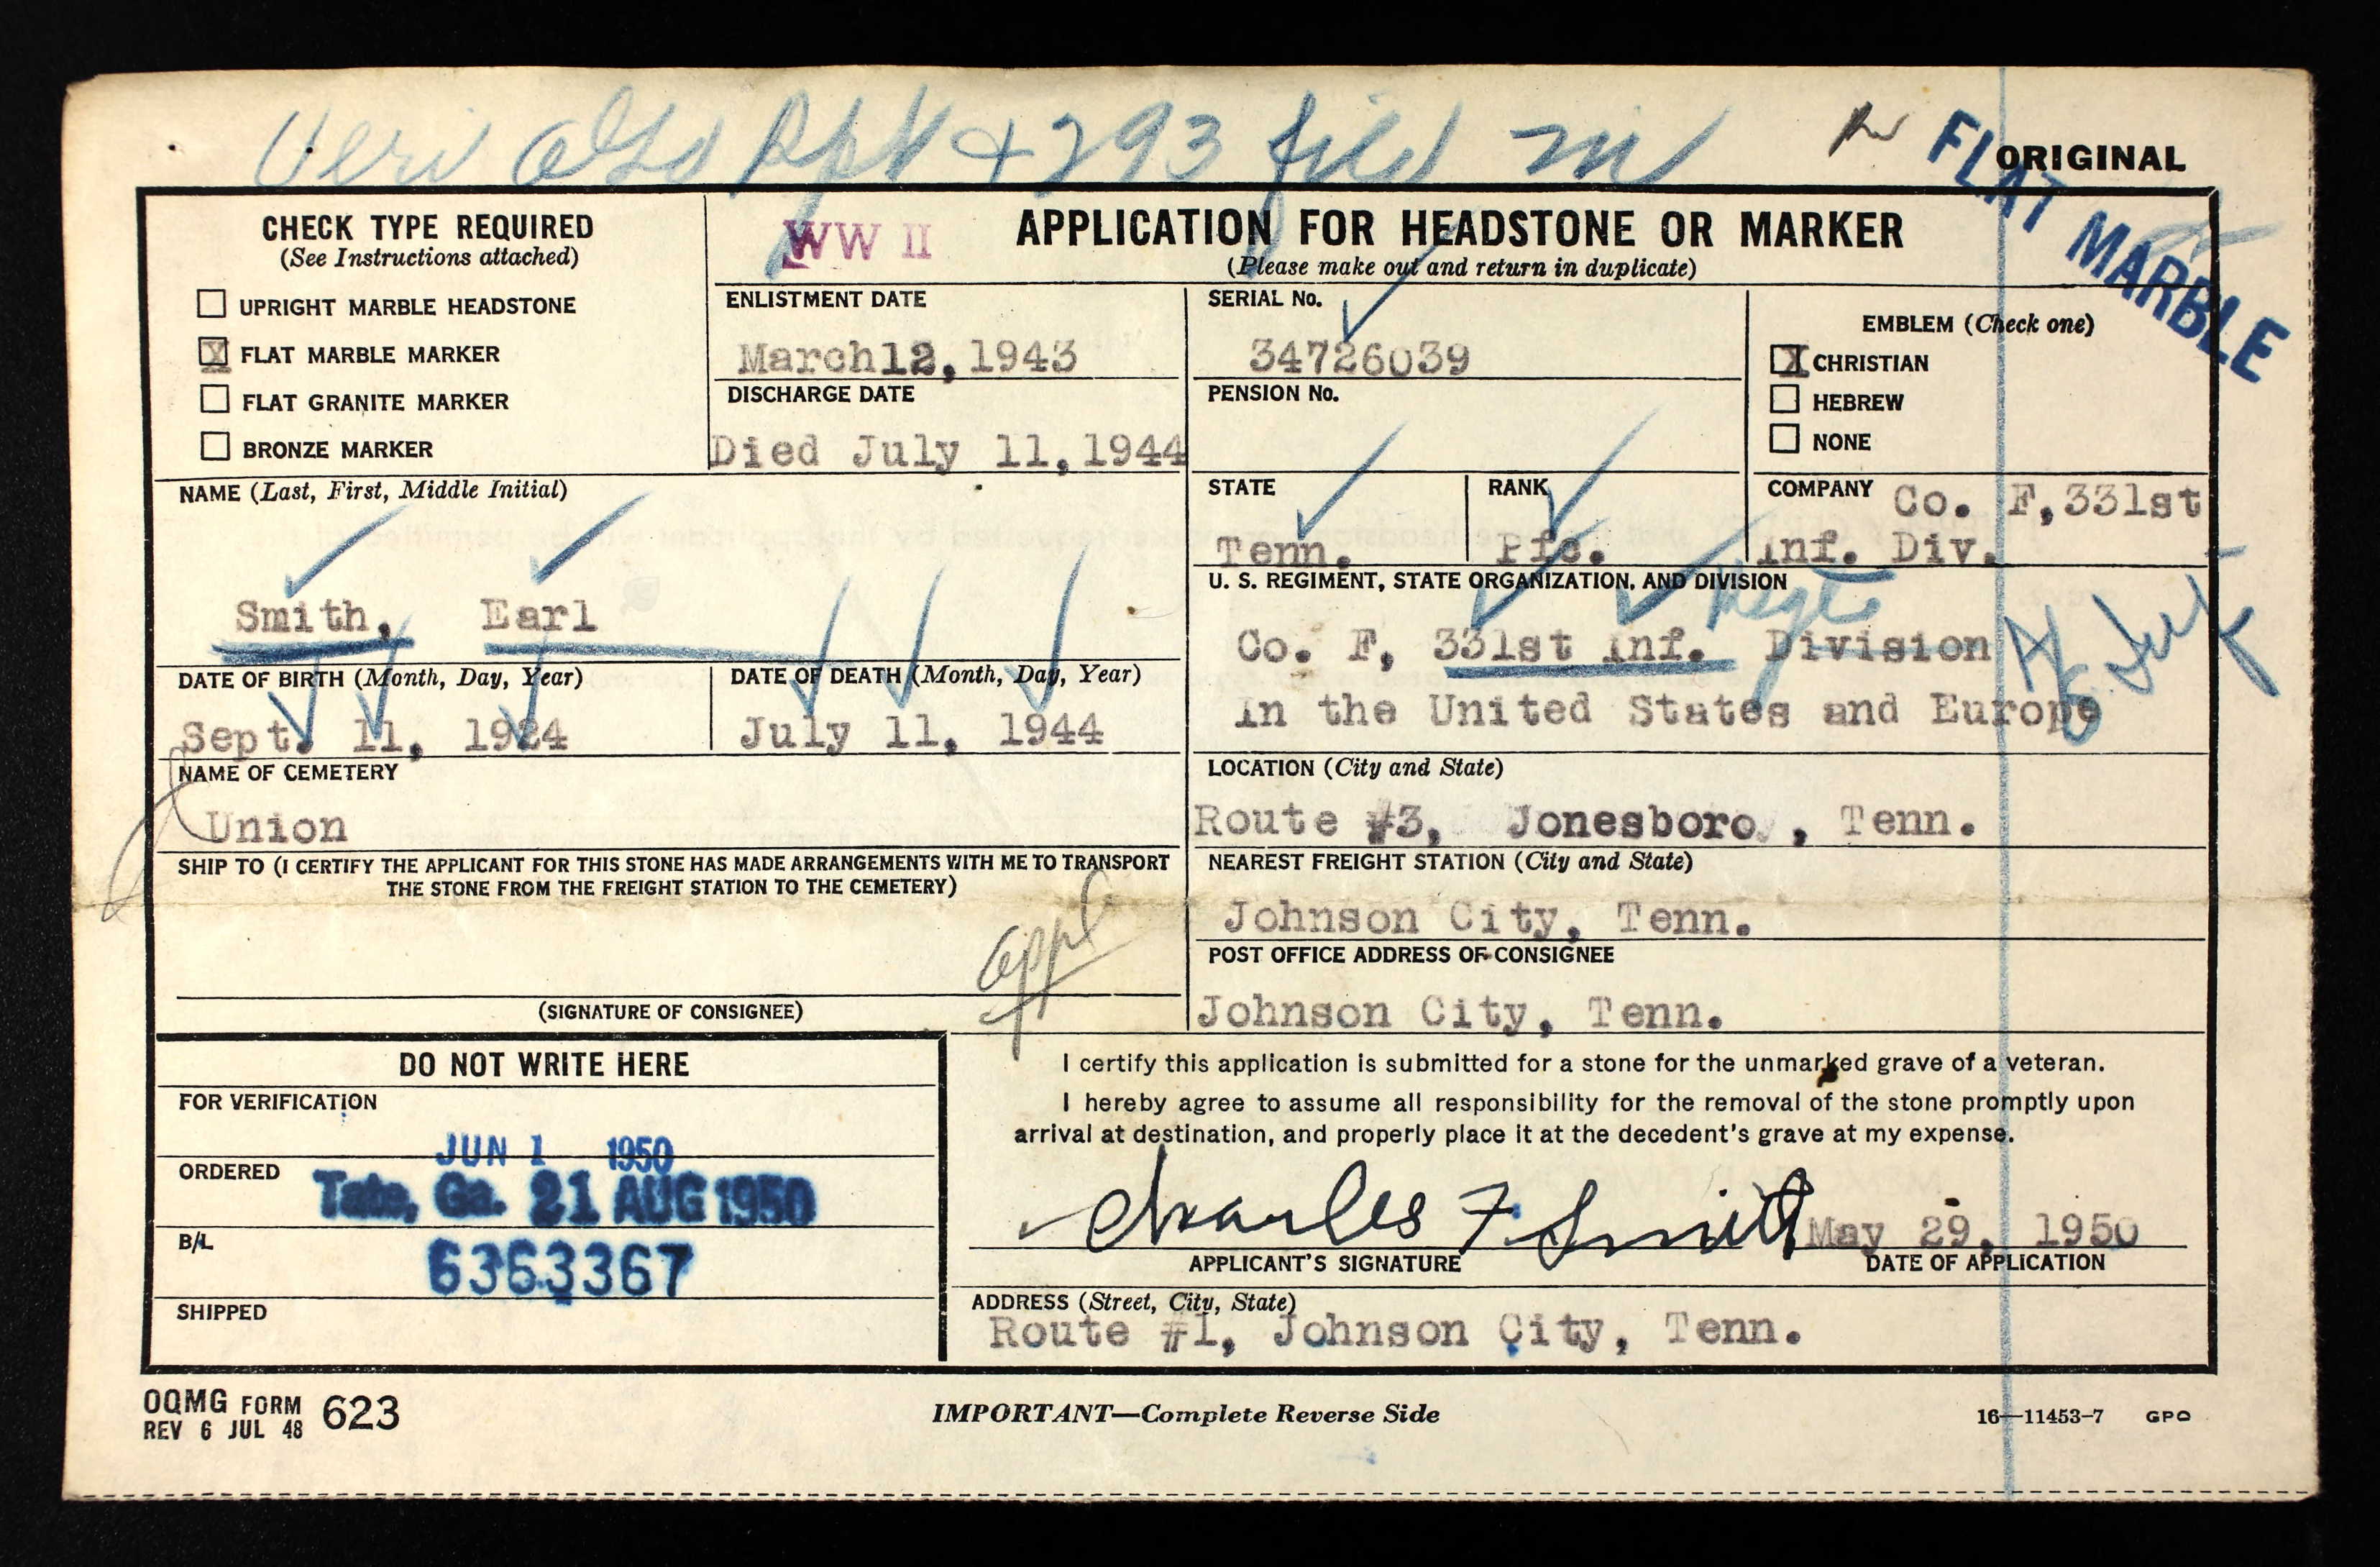 Veri
Rpt + 293 filed
ORIGINAL
FLAT MARBLE
CHECK TYPE REQUIRED
(See Instructions attached)
UPRIGHT MARBLE HEADSTONE
X FLAT MARBLE MARKER
FLAT GRANITE MARKER
BRONZE MARKER
WW II
APPLICATION FOR HEADSTONE OR MARKER
(Please make out and return in duplicate)
ENLISTMENT DATE
March 12, 1943
DISCHARGE DATE
Died July 11, 1944
SERIAL No.
34726039
PENSION No.
EMBLEM (Check one)
X CHRISTIAN
HEBREW
NONE
NAME (Last, First, Middle Initial)
Smith, Earl
STATE
Tenn.
RANK
Pfc.
COMPANY Co. F, 331st
Inf. Div.
U. S. REGIMENT, STATE ORGANIZATION, AND DIVISION
Co. F, 331st Inf. Division
In the United States and Europe
DATE OF BIRTH (Month, Day, Year)
Sept. 11, 1924
DATE OF DEATH (Month, Day, Year)
July 11, 1944
NAME OF CEMETERY
Union
LOCATION (City and State)
Route #3, Jonesboro, Tenn.
SHIP TO (I CERTIFY THE APPLICANT FOR THIS STONE HAS MADE ARRANGEMENTS WITH ME TO TRANSPORT
THE STONE FROM THE FREIGHT STATION TO THE CEMETERY)
appl
(SIGNATURE OF CONSIGNEE)
NEAREST FREIGHT STATION (City and State)
Johnson City, Tenn.
POST OFFICE ADDRESS OF CONSIGNEE
Johnson City, Tenn.
DO NOT WRITE HERE
FOR VERIFICATION
JUN 1 1950
ORDERED
Tate, Ga. 21 AUG 1950
B/L
6363367
SHIPPED
I certify this application is submitted for a stone for the unmarked grave of a veteran.
I hereby agree to assume all responsibility for the removal of the stone promptly upon
arrival at destination, and properly place it at the decedent's grave at my expense.
Charles F. Smith May 29, 1950
APPLICANT'S SIGNATURE DATE OF APPLICATION
ADDRESS (Street, City, State)
Route #1, Johnson City, Tenn.
OQMG FORM 623
REV 6 JUL 48
IMPORTANT—Complete Reverse Side
16—11453-7 GPO